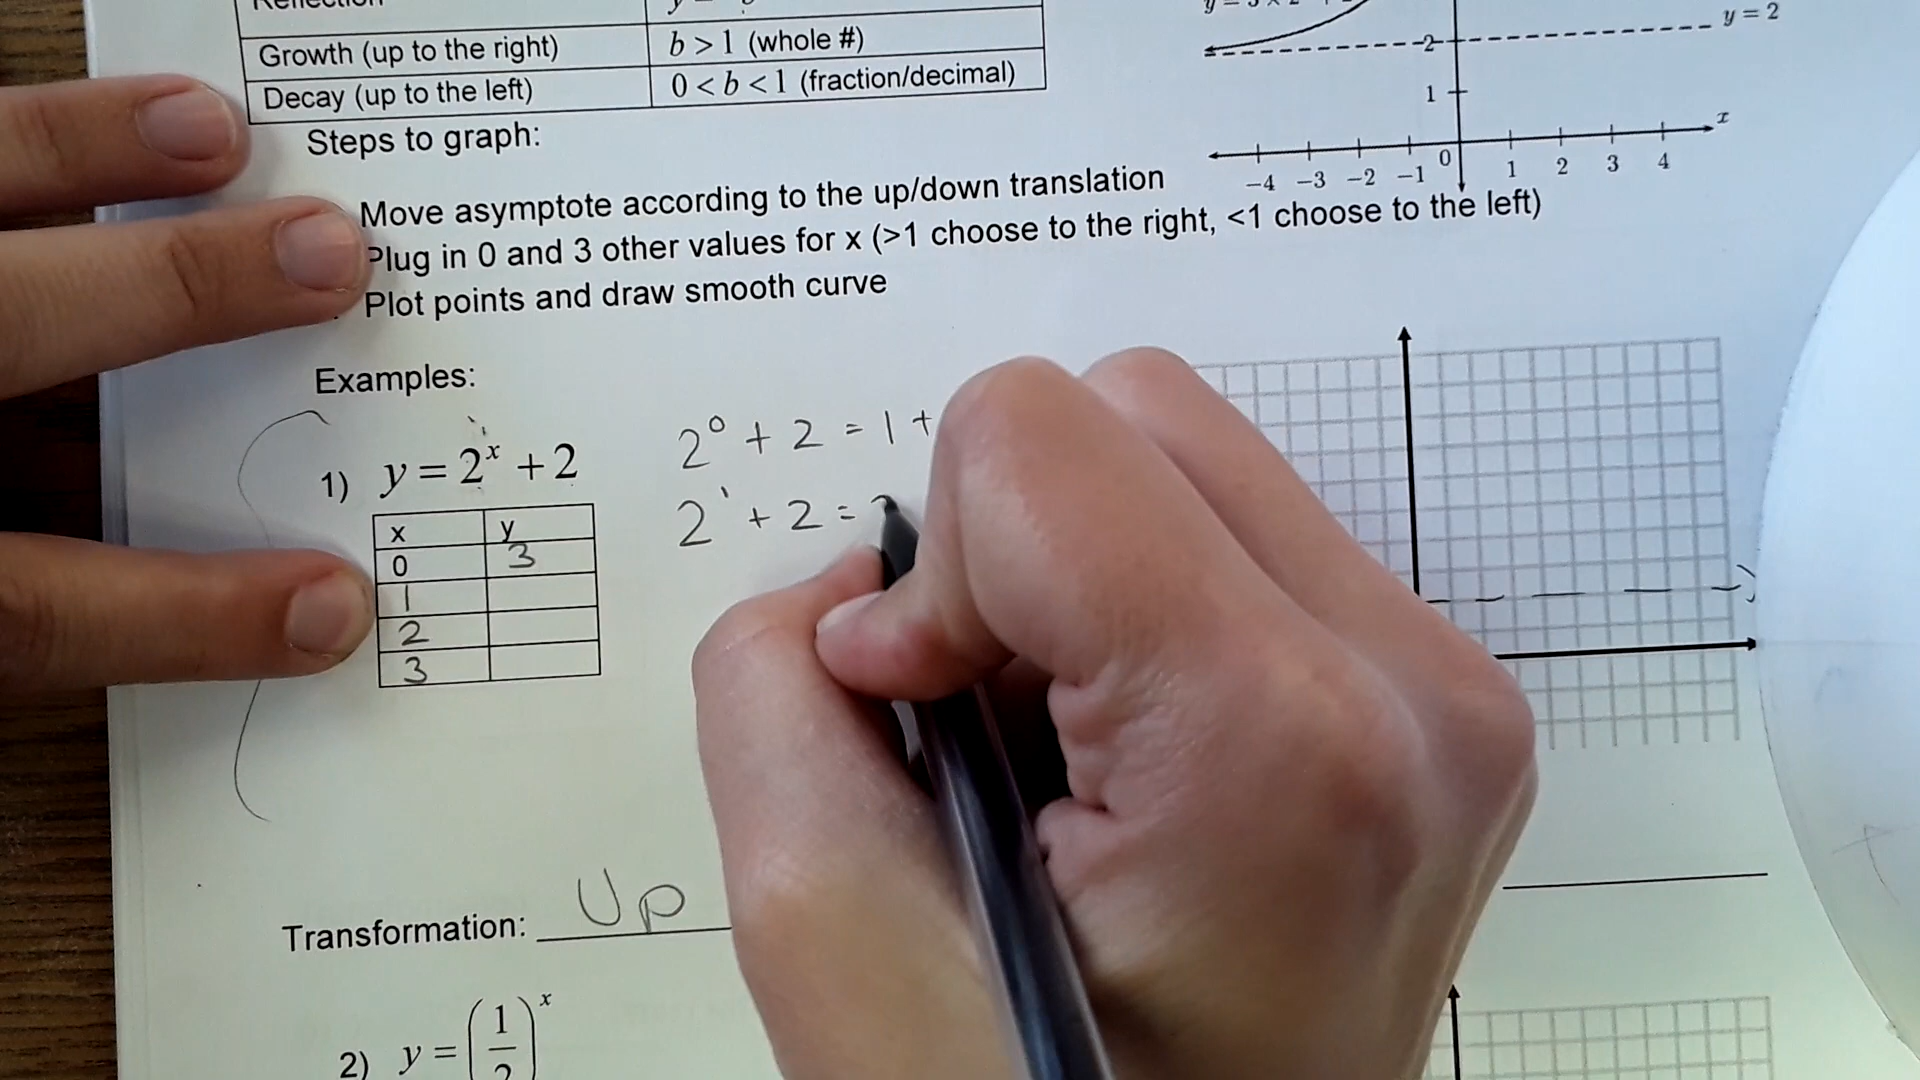 Reflection
Growth (up to the right) b > 1 (whole #)
Decay (up to the left) 0 < b < 1 (fraction/decimal)
y = 2
2
1
x
-4 -3 -2 -1 0 1 2 3 4
Steps to graph:
Move asymptote according to the up/down translation
Plug in 0 and 3 other values for x (>1 choose to the right, <1 choose to the left)
Plot points and draw smooth curve
Examples:
1) y = 2^x + 2
x y
0 3
1
2
3
2^0 + 2 = 1 +
2^1 + 2 =
Transformation: Up
2) y = (1/2)^x